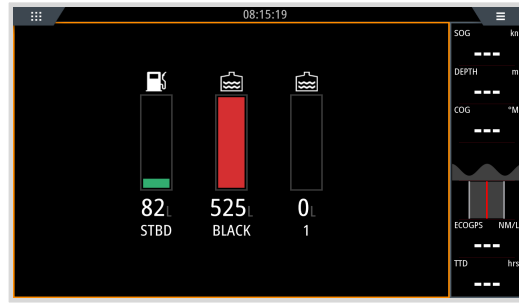 08:15:19
SOG kn
---
DEPTH m
---
COG °M
---
82L 525L 0L
STBD BLACK 1
ECOGPS NM/L
---
TTD hrs
---